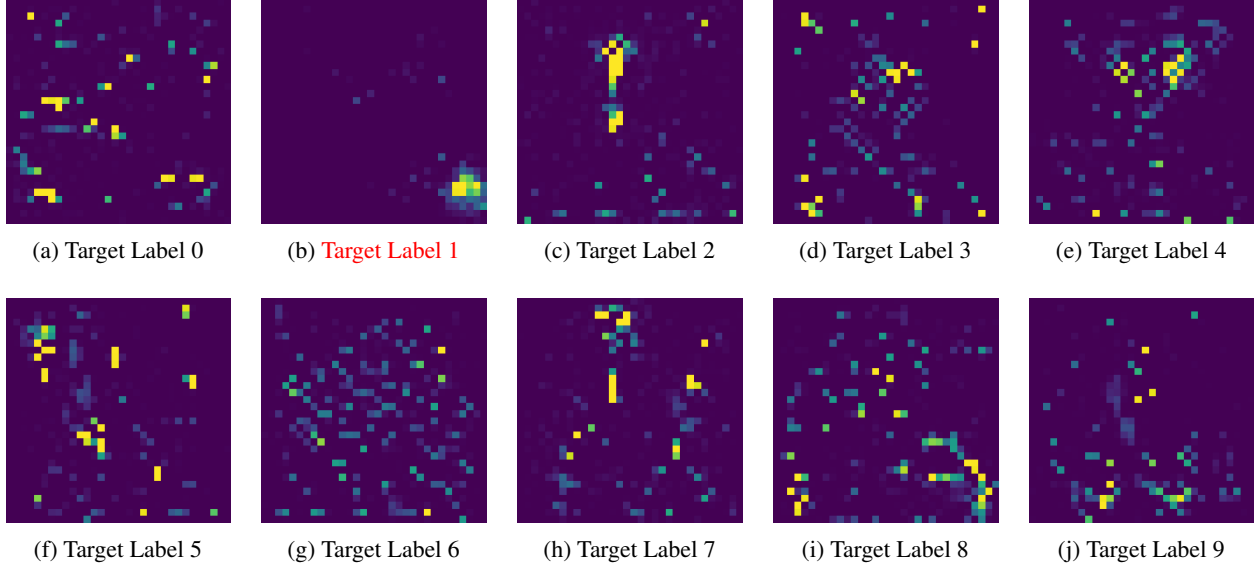 (a) Target Label 0
(b) Target Label 1
(c) Target Label 2
(d) Target Label 3
(e) Target Label 4
(f) Target Label 5
(g) Target Label 6
(h) Target Label 7
(i) Target Label 8
(j) Target Label 9